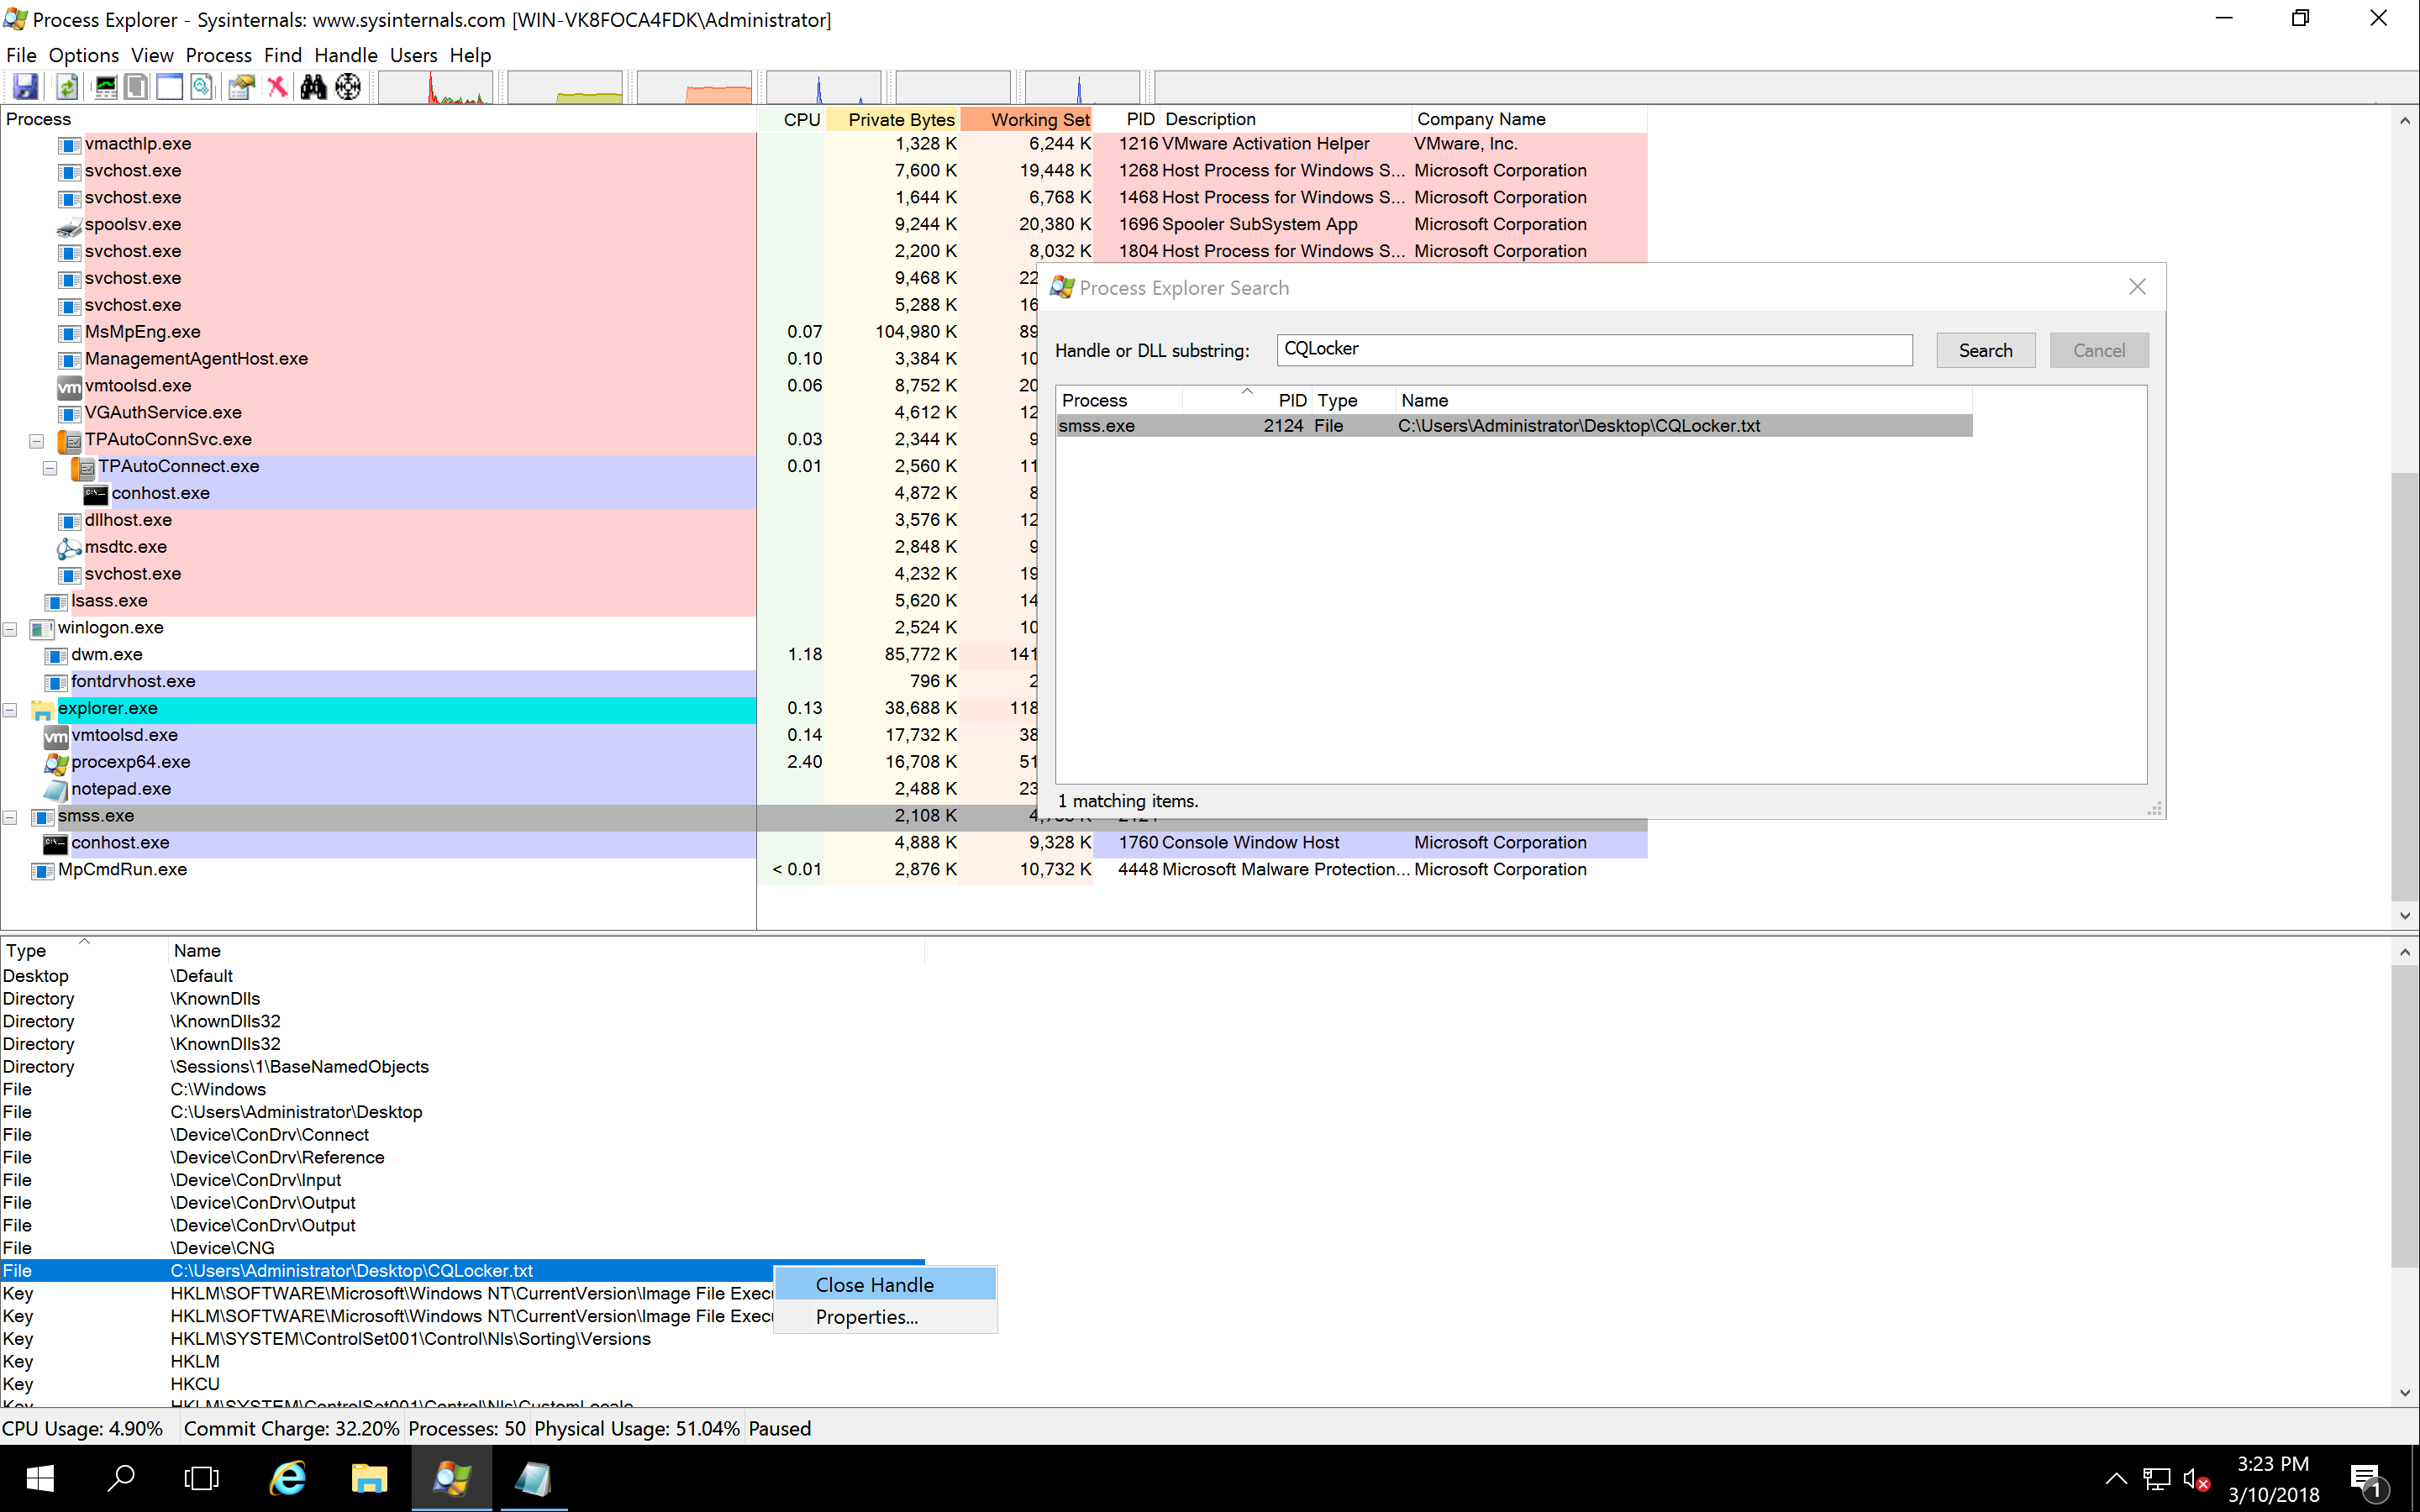 Process Explorer - Sysinternals: www.sysinternals.com [WIN-VK8FOCA4FDK\Administrator]
File Options View Process Find Handle Users Help
Process CPU Private Bytes Working Set PID Description Company Name
vmacthlp.exe 1,328 K 6,244 K 1216 VMware Activation Helper VMware, Inc.
svchost.exe 7,600 K 19,448 K 1268 Host Process for Windows S... Microsoft Corporation
svchost.exe 1,644 K 6,768 K 1468 Host Process for Windows S... Microsoft Corporation
spoolsv.exe 9,244 K 20,380 K 1696 Spooler SubSystem App Microsoft Corporation
svchost.exe 2,200 K 8,032 K 1804 Host Process for Windows S... Microsoft Corporation
svchost.exe 9,468 K 22
svchost.exe 5,288 K 16
MsMpEng.exe 0.07 104,980 K 89
ManagementAgentHost.exe 0.10 3,384 K 10
vmtoolsd.exe 0.06 8,752 K 20
VGAuthService.exe 4,612 K 12
TPAutoConnSvc.exe 0.03 2,344 K 9
TPAutoConnect.exe 0.01 2,560 K 11
conhost.exe 4,872 K 8
dllhost.exe 3,576 K 12
msdtc.exe 2,848 K 9
svchost.exe 4,232 K 19
lsass.exe 5,620 K 14
winlogon.exe 2,524 K 10
dwm.exe 1.18 85,772 K 141
fontdrvhost.exe 796 K 2
explorer.exe 0.13 38,688 K 118
vmtoolsd.exe 0.14 17,732 K 38
procexp64.exe 2.40 16,708 K 51
notepad.exe 2,488 K 23
smss.exe 2,108 K
conhost.exe 4,888 K 9,328 K 1760 Console Window Host Microsoft Corporation
MpCmdRun.exe < 0.01 2,876 K 10,732 K 4448 Microsoft Malware Protection... Microsoft Corporation
Process Explorer Search
Handle or DLL substring: CQLocker Search Cancel
Process PID Type Name
smss.exe 2124 File C:\Users\Administrator\Desktop\CQLocker.txt
1 matching items.
Type Name
Desktop \Default
Directory \KnownDlls
Directory \KnownDlls32
Directory \KnownDlls32
Directory \Sessions\1\BaseNamedObjects
File C:\Windows
File C:\Users\Administrator\Desktop
File \Device\ConDrv\Connect
File \Device\ConDrv\Reference
File \Device\ConDrv\Input
File \Device\ConDrv\Output
File \Device\ConDrv\Output
File \Device\CNG
File C:\Users\Administrator\Desktop\CQLocker.txt
Key HKLM\SOFTWARE\Microsoft\Windows NT\CurrentVersion\Image File Execu
Key HKLM\SOFTWARE\Microsoft\Windows NT\CurrentVersion\Image File Execu
Key HKLM\SYSTEM\ControlSet001\Control\Nls\Sorting\Versions
Key HKLM
Key HKCU
Key HKLM\SYSTEM\ControlSet001\Control\Nls\CustomLocale
Close Handle
Properties...
CPU Usage: 4.90% Commit Charge: 32.20% Processes: 50 Physical Usage: 51.04% Paused
3:23 PM
3/10/2018
1